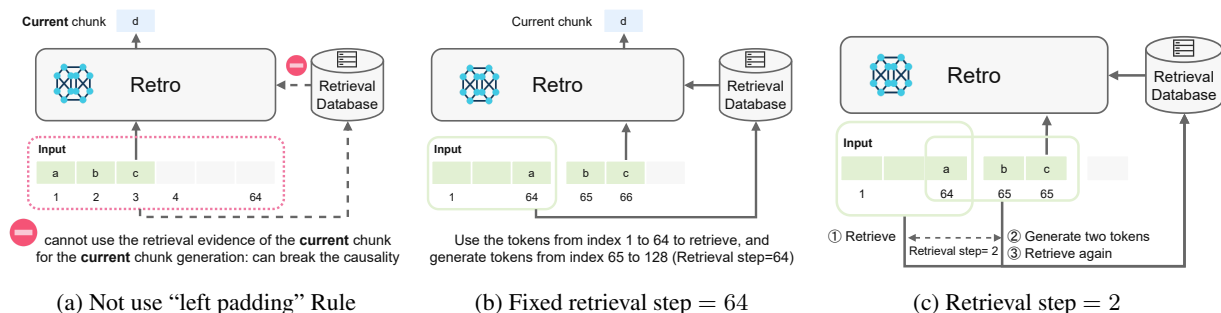 Current chunk d
Retro
Retrieval
Database
Input
a b c
1 2 3 4 64
cannot use the retrieval evidence of the current chunk
for the current chunk generation: can break the causality
(a) Not use “left padding” Rule
Current chunk d
Retro
Retrieval
Database
Input
a b c
1 64 65 66
Use the tokens from index 1 to 64 to retrieve, and
generate tokens from index 65 to 128 (Retrieval step=64)
(b) Fixed retrieval step = 64
Retro
Retrieval
Database
Input
a b c
1 64 65 65
① Retrieve
Retrieval step= 2
② Generate two tokens
③ Retrieve again
(c) Retrieval step = 2